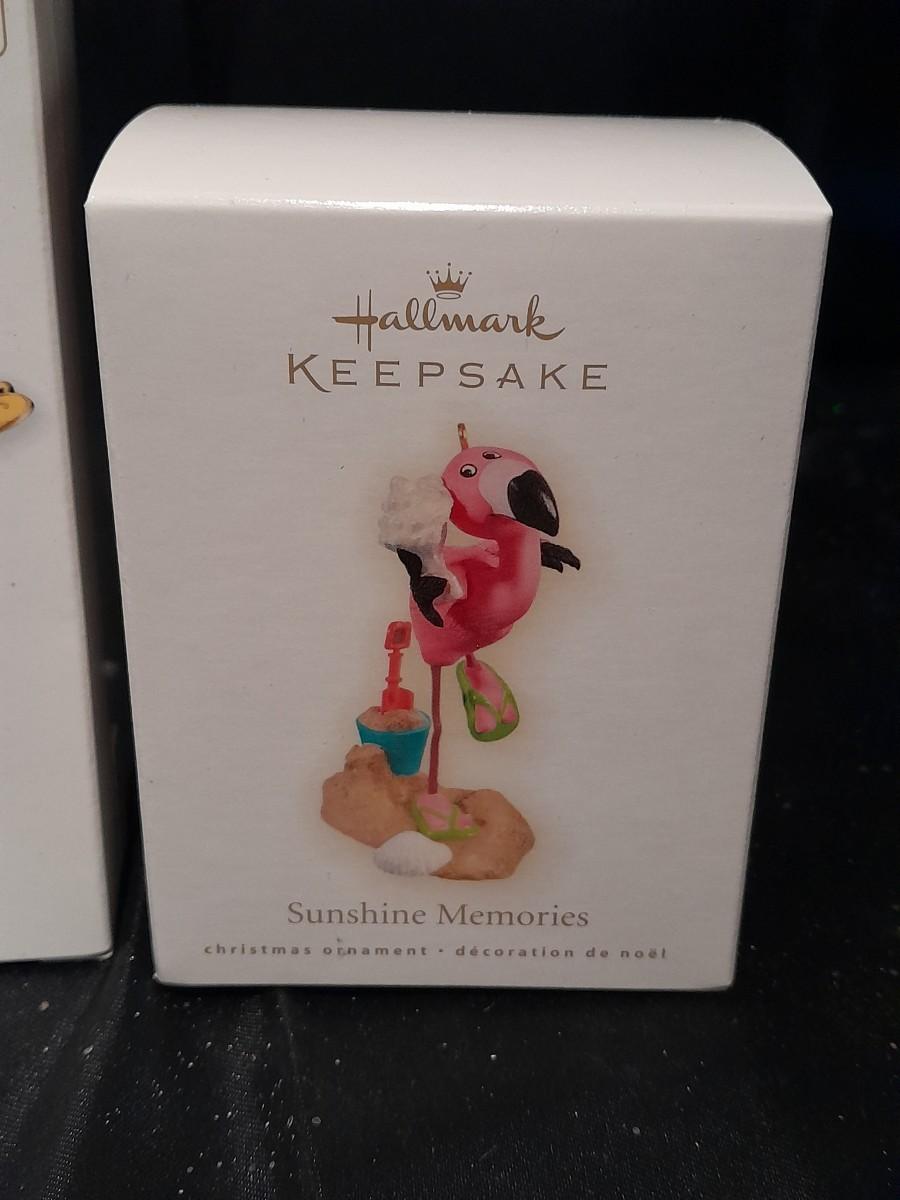 Hallmark
KEEPSAKE
Sunshine Memories
christmas ornament • décoration de noël